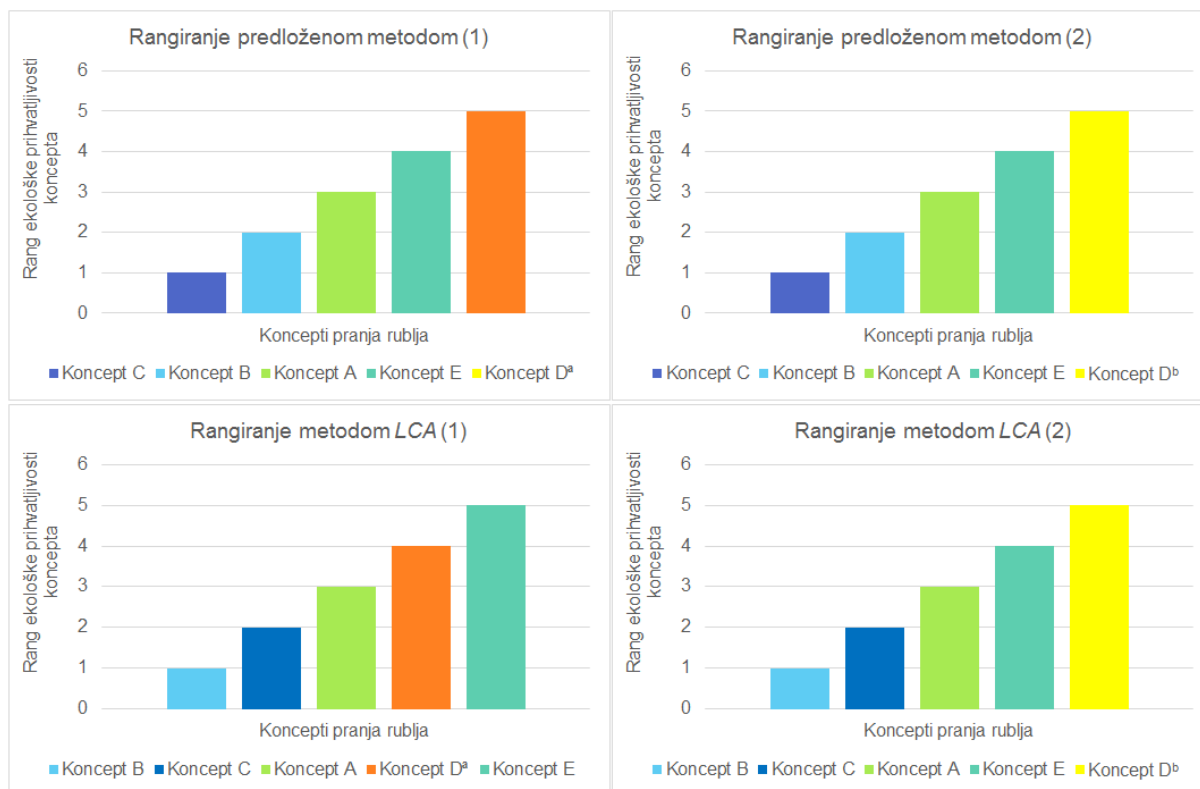 Rangiranje predloženom metodom (1)
Rang ekološke prihvatljivosti
koncepta
6
5
4
3
2
1
0
Koncepti pranja rublja
Koncept C Koncept B Koncept A Koncept E Koncept Dª
Rangiranje predloženom metodom (2)
Rang ekološke prihvatljivosti
koncepta
6
5
4
3
2
1
0
Koncepti pranja rublja
Koncept C Koncept B Koncept A Koncept E Koncept Dᵇ
Rangiranje metodom LCA (1)
Rang ekološke prihvatljivosti
koncepta
6
5
4
3
2
1
0
Koncepti pranja rublja
Koncept B Koncept C Koncept A Koncept Dª Koncept E
Rangiranje metodom LCA (2)
Rang ekološke prihvatljivosti
koncepta
6
5
4
3
2
1
0
Koncepti pranja rublja
Koncept B Koncept C Koncept A Koncept E Koncept Dᵇ